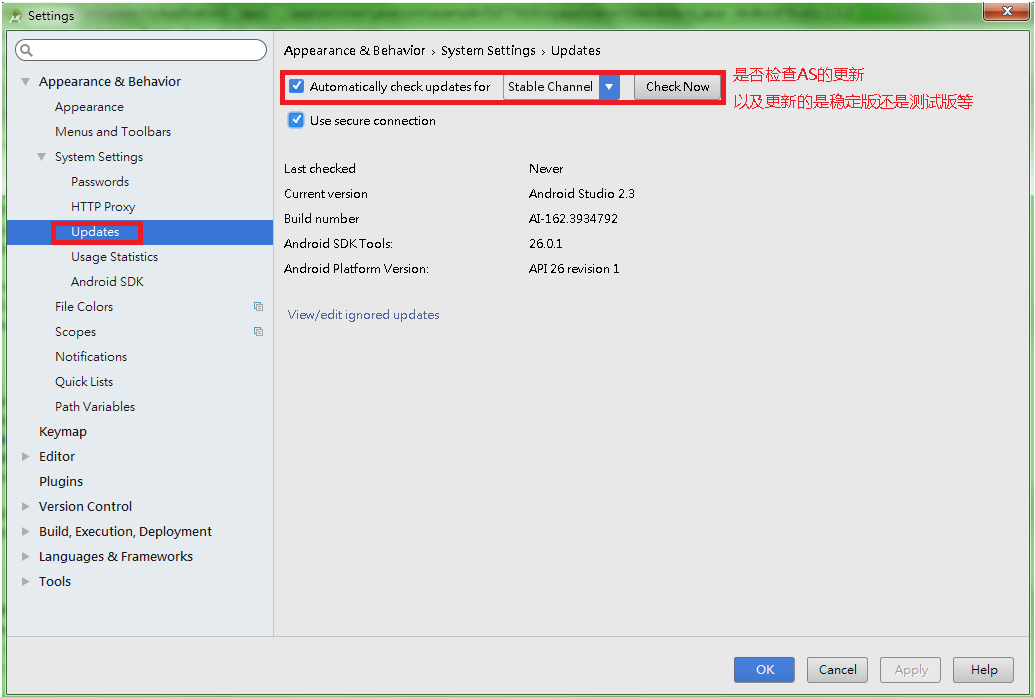 Settings
Appearance & Behavior
Appearance
Menus and Toolbars
System Settings
Passwords
HTTP Proxy
Updates
Usage Statistics
Android SDK
File Colors
Scopes
Notifications
Quick Lists
Path Variables
Keymap
Editor
Plugins
Version Control
Build, Execution, Deployment
Languages & Frameworks
Tools
Appearance & Behavior › System Settings › Updates
Automatically check updates for Stable Channel Check Now
是否检查AS的更新
以及更新的是稳定版还是测试版等
Use secure connection
Last checked Never
Current version Android Studio 2.3
Build number AI-162.3934792
Android SDK Tools: 26.0.1
Android Platform Version: API 26 revision 1
View/edit ignored updates
OK Cancel Apply Help